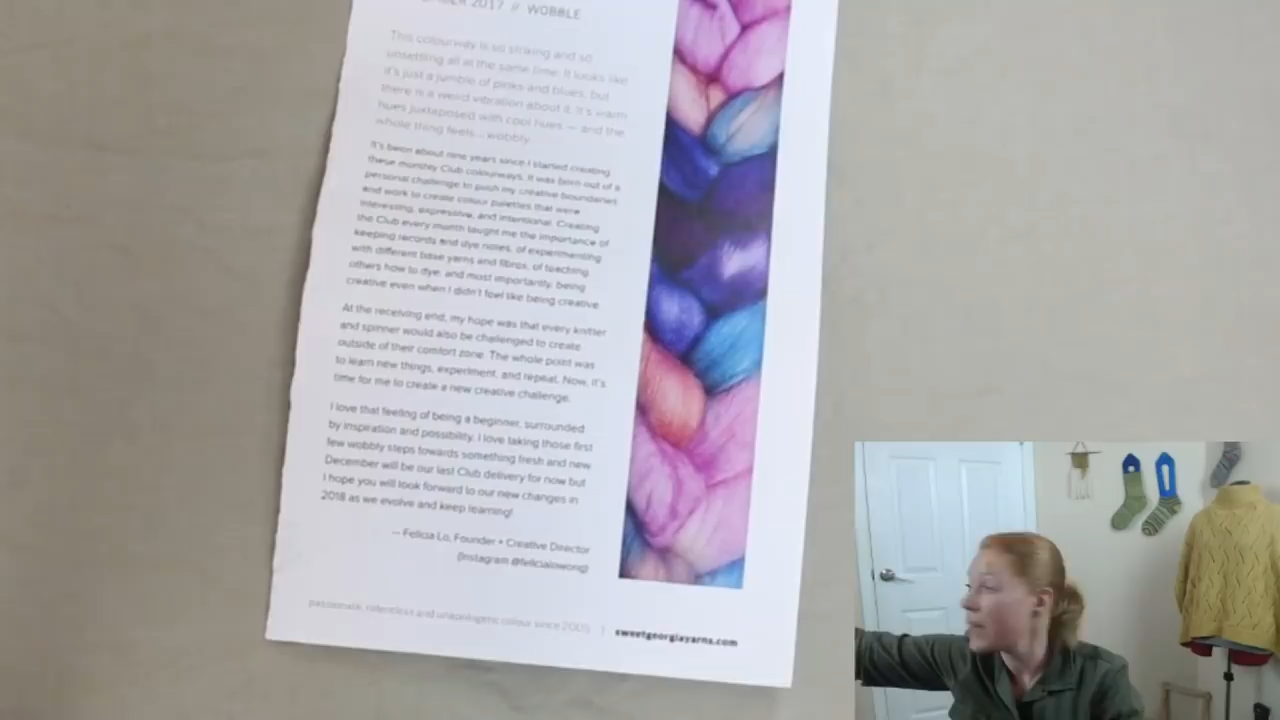 2017 // WOBBLE
This colourway is so striking and so
unsettling all at the same time. It looks like
it's just a jumble of pinks and blues, but
there is a weird vibration about it. It's warm
hues juxtaposed with cool hues — and the
whole thing feels... wobbly.
It's been about nine years since I started creating
these monthly Club colourways. It was born out of a
personal challenge to push my creative boundaries
and work to create colour palettes that were
interesting, expressive, and intentional. Creating
the Club every month taught me the importance of
keeping records and dye notes, of experimenting
with different base yarns and fibres, of teaching
others how to dye, and most importantly, being
creative even when I didn't feel like being creative.
At the receiving end, my hope was that every knitter
and spinner would also be challenged to create
outside of their comfort zone. The whole point was
to learn new things, experiment, and repeat. Now, it's
time for me to create a new creative challenge.
I love that feeling of being a beginner, surrounded
by inspiration and possibility. I love taking those first
few wobbly steps towards something fresh and new.
December will be our last Club delivery for now but
I hope you will look forward to our new changes in
2018 as we evolve and keep learning!
— Felicia Lo, Founder + Creative Director
(Instagram @felicialowong)
passionate, relentless and unapologetic colour since 2005 | sweetgeorgiayarns.com